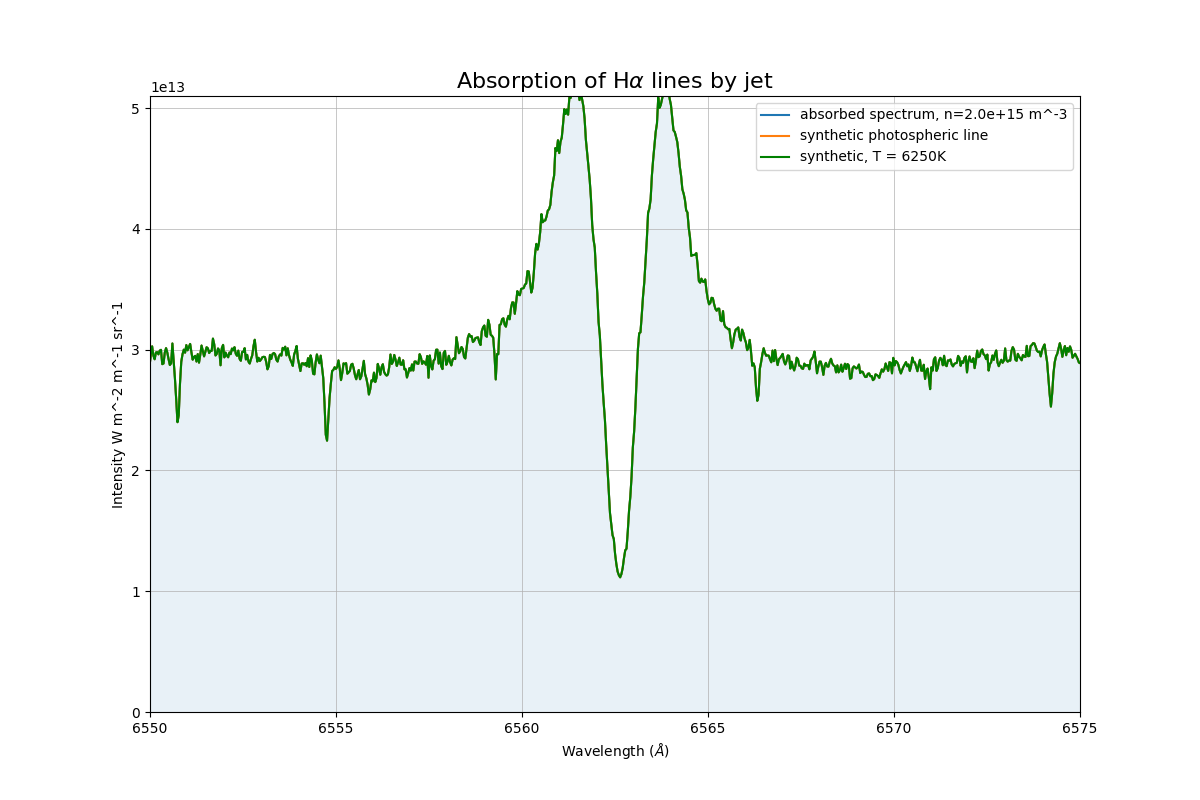 Absorption of Hα lines by jet
1e13
absorbed spectrum, n=2.0e+15 m^-3
synthetic photospheric line
synthetic, T = 6250K
Intensity W m^-2 m^-1 sr^-1
5
4
3
2
1
0
6550 6555 6560 6565 6570 6575
Wavelength (Å)